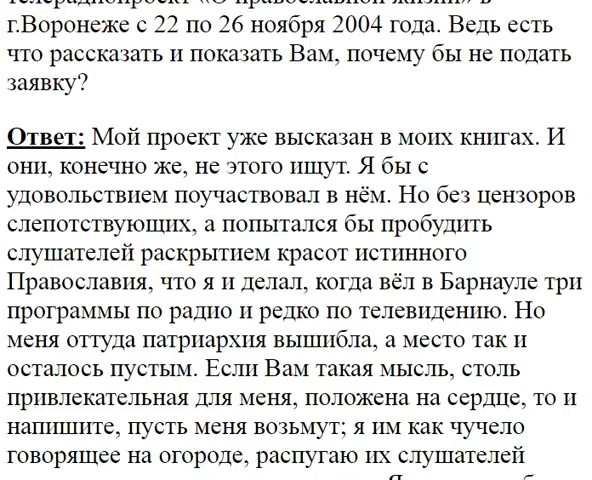 телерадиопроект «О православной жизни» в
г.Воронеже с 22 по 26 ноября 2004 года. Ведь есть
что рассказать и показать Вам, почему бы не подать
заявку?
Ответ: Мой проект уже высказан в моих книгах. И
они, конечно же, не этого ищут. Я бы с
удовольствием поучаствовал в нём. Но без цензоров
слепотствующих, а попытался бы пробудить
слушателей раскрытием красот истинного
Православия, что я и делал, когда вёл в Барнауле три
программы по радио и редко по телевидению. Но
меня оттуда патриархия вышибла, а место так и
осталось пустым. Если Вам такая мысль, столь
привлекательная для меня, положена на сердце, то и
напишите, пусть меня возьмут; я им как чучело
говорящее на огороде, распугаю их слушателей